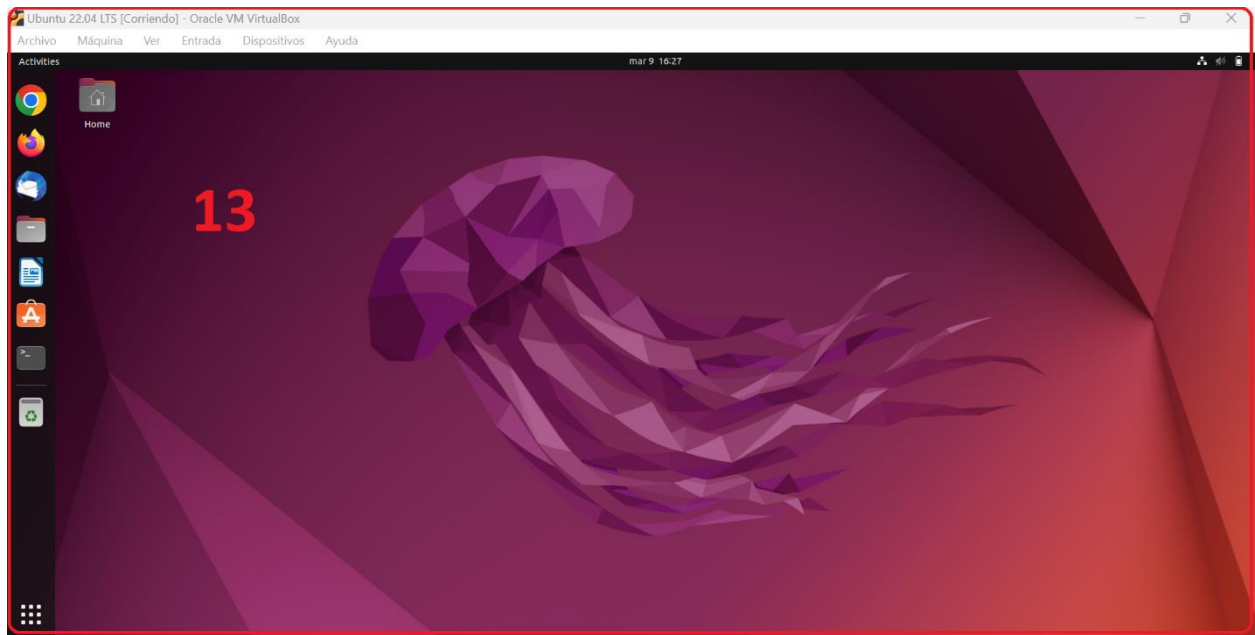 Ubuntu 22.04 LTS [Corriendo] - Oracle VM VirtualBox
Archivo Máquina Ver Entrada Dispositivos Ayuda
Activities mar 9 16:27
Home
13